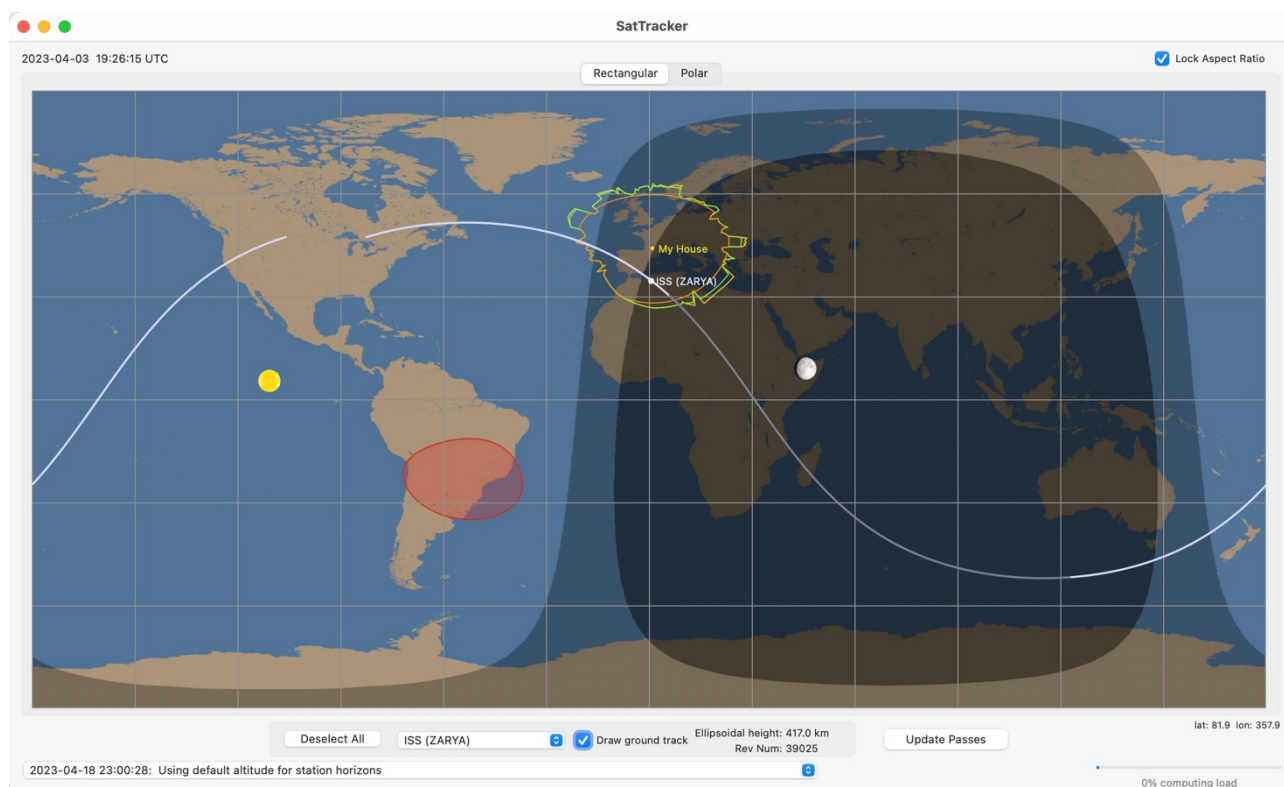 SatTracker
2023-04-03 19:26:15 UTC
Lock Aspect Ratio
Rectangular Polar
My House
ISS (ZARYA)
lat: 81.9 lon: 357.9
Deselect All
ISS (ZARYA)
Draw ground track
Ellipsoidal height: 417.0 km
Rev Num: 39025
Update Passes
2023-04-18 23:00:28: Using default altitude for station horizons
0% computing load